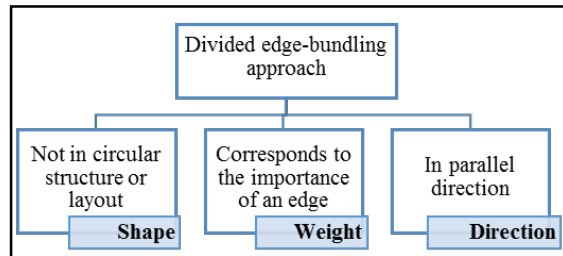 Divided edge-bundling
approach
Not in circular
structure or
layout
Shape
Corresponds to
the importance
of an edge
Weight
In parallel
direction
Direction